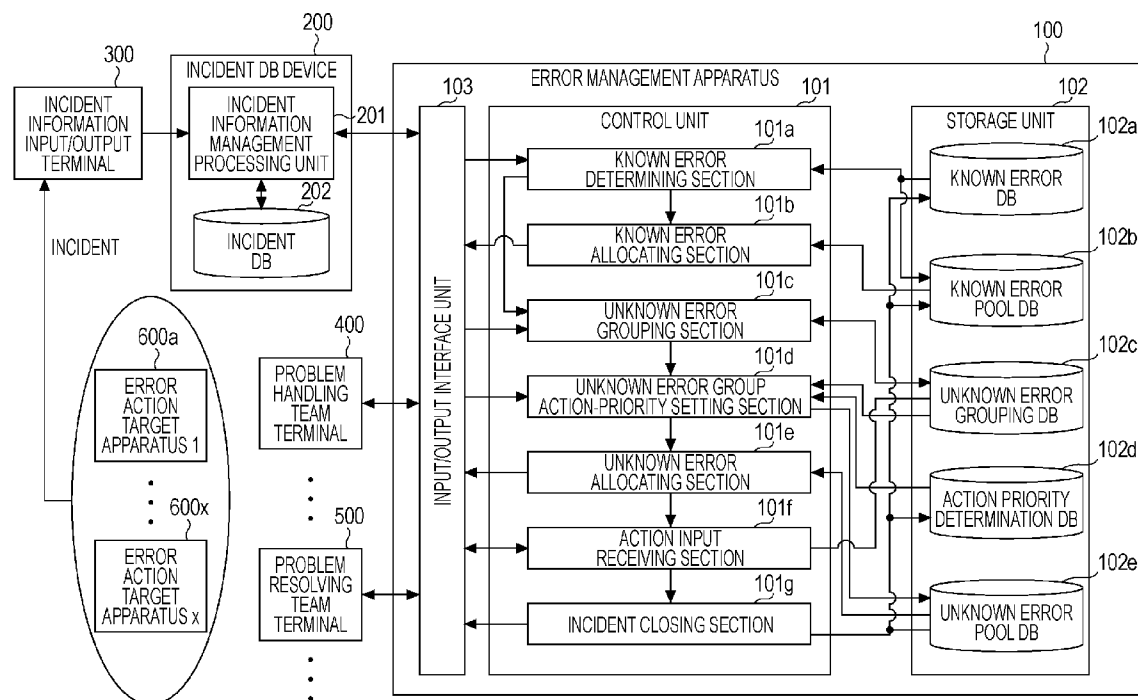 300
INCIDENT
INFORMATION
INPUT/OUTPUT
TERMINAL
INCIDENT
200
INCIDENT DB DEVICE
INCIDENT
INFORMATION
MANAGEMENT
PROCESSING UNIT
201
202
INCIDENT
DB
600a
ERROR
ACTION
TARGET
APPARATUS 1
600x
ERROR
ACTION
TARGET
APPARATUS x
400
PROBLEM
HANDLING
TEAM
TERMINAL
500
PROBLEM
RESOLVING
TEAM
TERMINAL
100
ERROR MANAGEMENT APPARATUS
103
INPUT/OUTPUT INTERFACE UNIT
101
CONTROL UNIT
101a
KNOWN ERROR
DETERMINING SECTION
101b
KNOWN ERROR
ALLOCATING SECTION
101c
UNKNOWN ERROR
GROUPING SECTION
101d
UNKNOWN ERROR GROUP
ACTION-PRIORITY SETTING SECTION
101e
UNKNOWN ERROR
ALLOCATING SECTION
101f
ACTION INPUT
RECEIVING SECTION
101g
INCIDENT CLOSING SECTION
102
STORAGE UNIT
102a
KNOWN ERROR
DB
102b
KNOWN ERROR
POOL DB
102c
UNKNOWN ERROR
GROUPING DB
102d
ACTION PRIORITY
DETERMINATION DB
102e
UNKNOWN ERROR
POOL DB